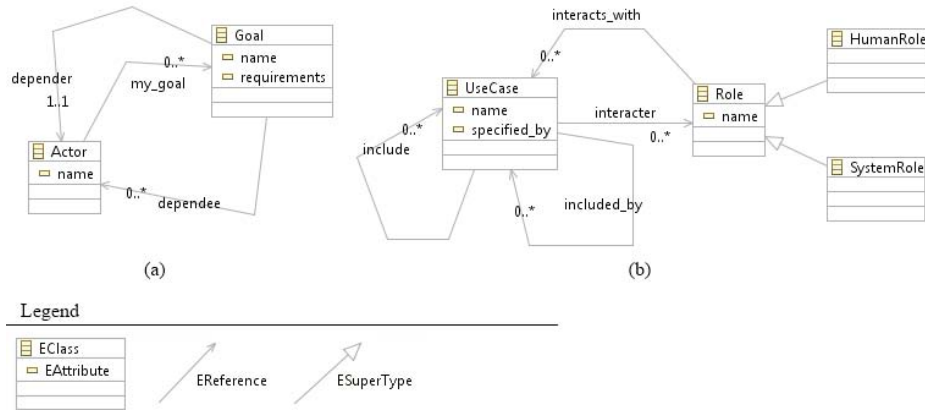 Goal
name
requirements
depender
1..1
0..*
my_goal
Actor
name
0..*
dependee
(a)
interacts_with
0..*
HumanRole
UseCase
name
specified_by
interacter
0..*
Role
name
0..*
include
SystemRole
0..*
included_by
(b)
Legend
EClass
EAttribute
EReference
ESuperType